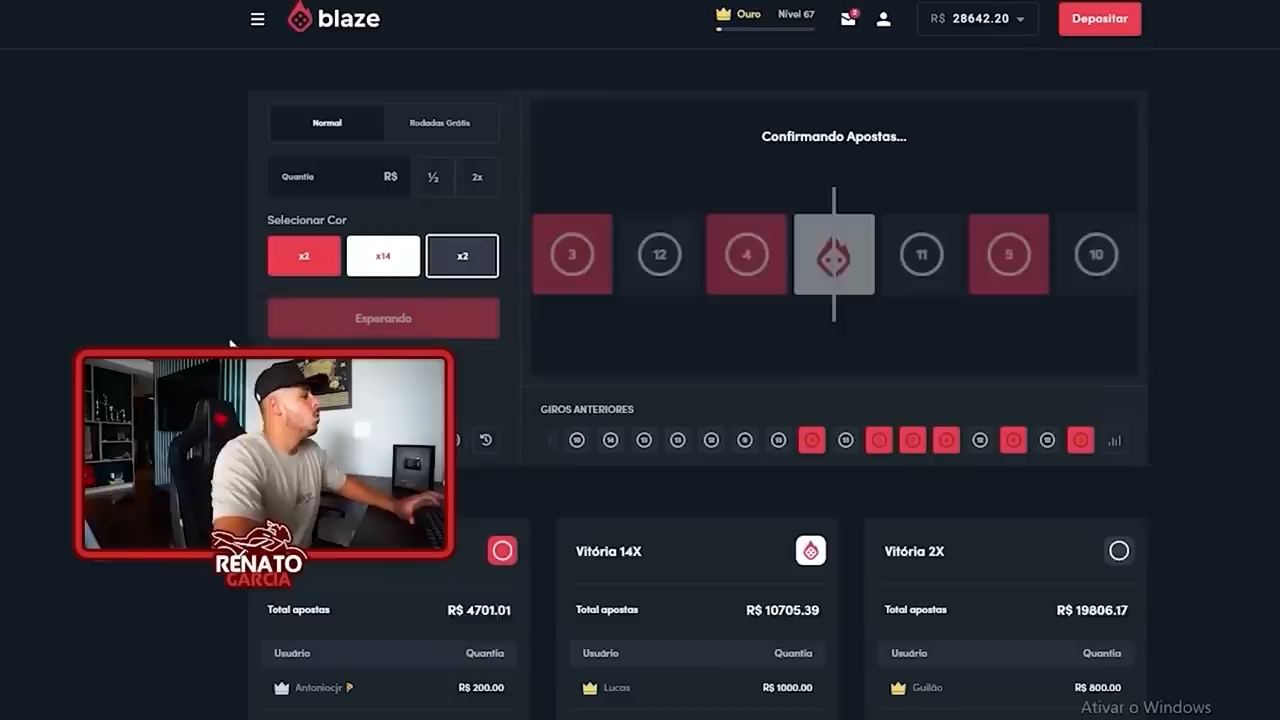 blaze
Ouro Nível 67
2
R$ 28642.20
Depositar
Normal Rodadas Grátis
Quantia R$ ½ 2x
Selecionar Cor
x2 x14 x2
Esperando
Confirmando Apostas...
3 12 4 11 5 10
GIROS ANTERIORES
RENATO
GARCIA
Vitória 14X
Vitória 2X
Total apostas R$ 4701.01
Total apostas R$ 10705.39
Total apostas R$ 19806.17
Usuário Quantia
Usuário Quantia
Usuário Quantia
Antoniocjr R$ 200.00
Lucas R$ 1000.00
Guilão R$ 800.00
Ativar o Windows